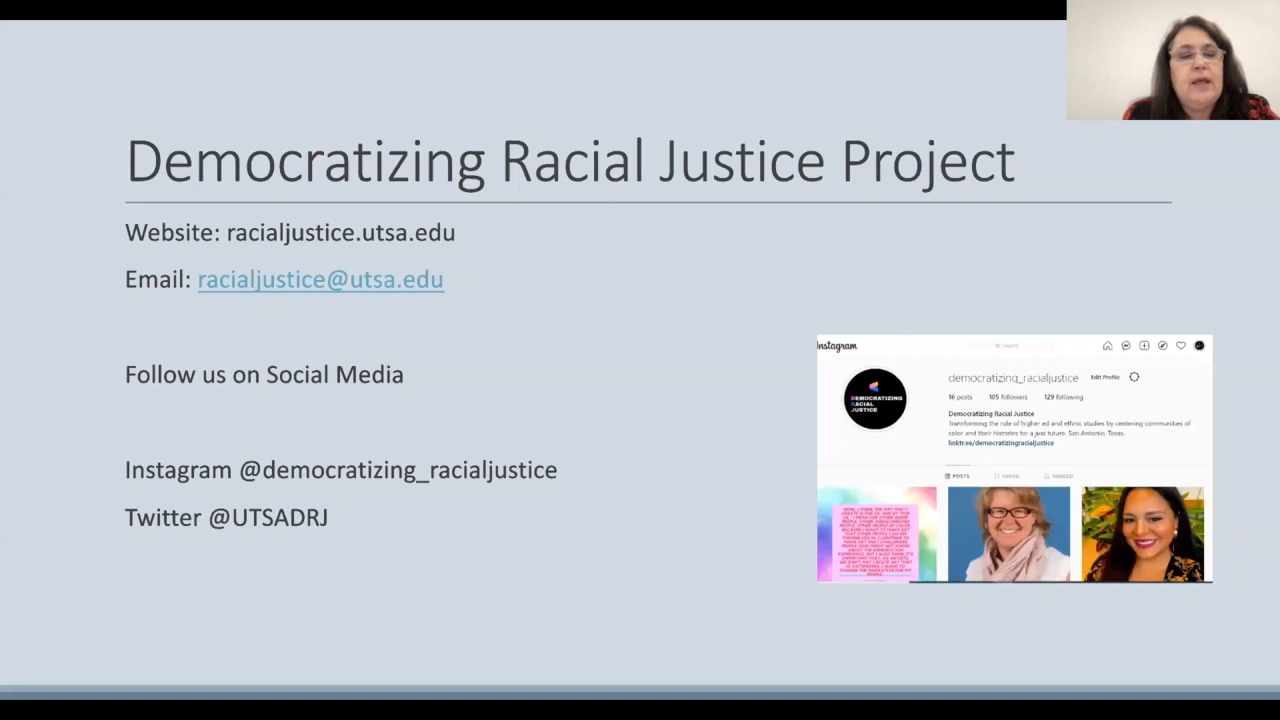 Democratizing Racial Justice Project
Website: racialjustice.utsa.edu
Email: racialjustice@utsa.edu
Follow us on Social Media
Instagram @democratizing_racialjustice
Twitter @UTSADRJ
Instagram
democratizing_racialjustice Edit Profile
16 posts 105 followers 129 following
Democratizing Racial Justice
Transforming the role of higher ed and ethnic studies by centering communities of
color and their histories for a just future. San Antonio, Texas.
linktr.ee/democratizingracialjustice
DEMOCRATIZING
RACIAL
JUSTICE
POSTS